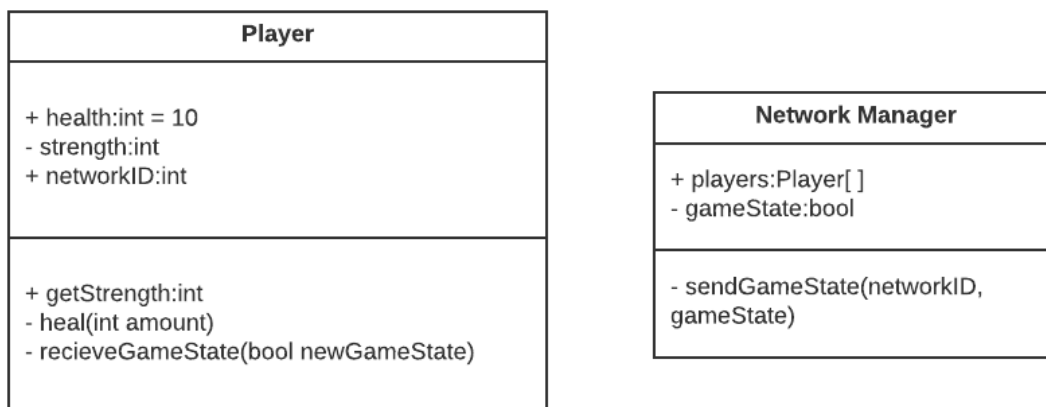 Player
+ health:int = 10
- strength:int
+ networkID:int
+ getStrength:int
- heal(int amount)
- recieveGameState(bool newGameState)
Network Manager
+ players:Player[ ]
- gameState:bool
- sendGameState(networkID,
gameState)